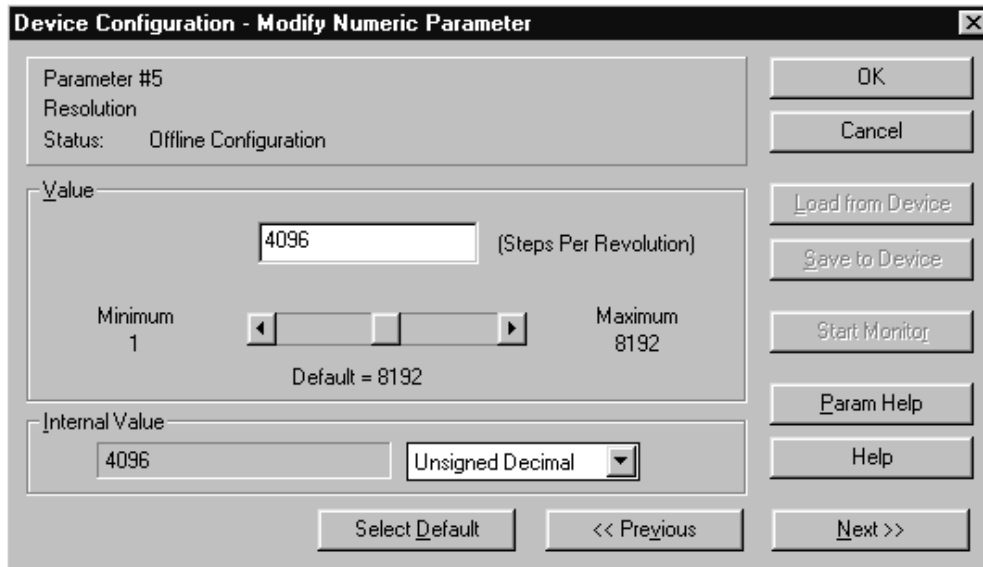 Device Configuration - Modify Numeric Parameter
Parameter #5
Resolution
Status: Offline Configuration
OK
Cancel
Value
4096 (Steps Per Revolution)
Minimum
1
Maximum
8192
Default = 8192
Load from Device
Save to Device
Start Monitor
Internal Value
4096 Unsigned Decimal
Param Help
Help
Select Default
<< Previous
Next >>